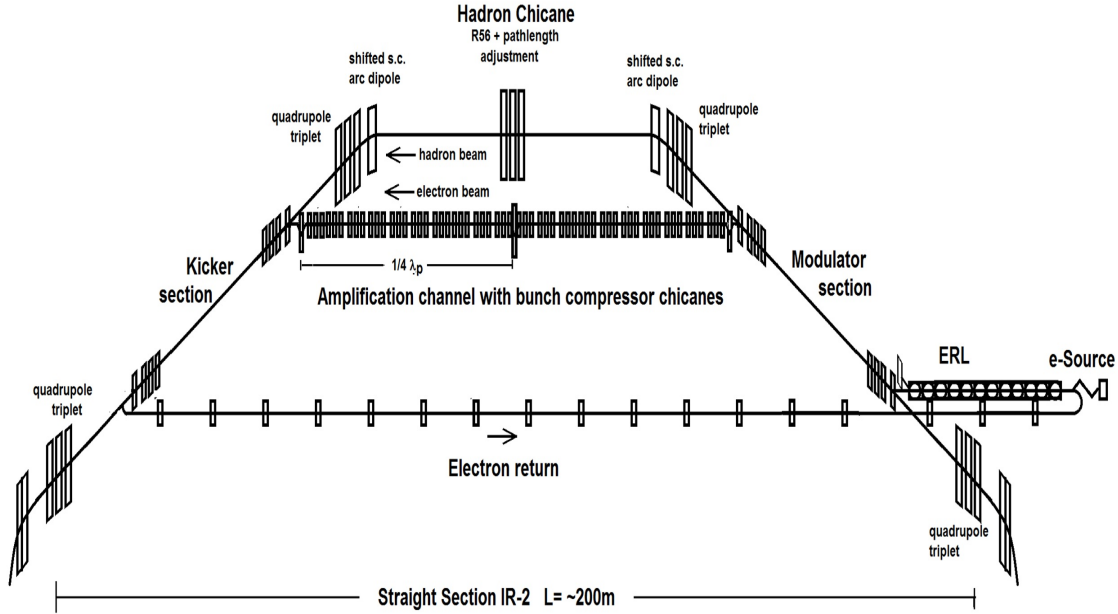 Hadron Chicane
R56 + pathlength
adjustment
shifted s.c.
arc dipole
shifted s.c.
arc dipole
quadrupole
triplet
quadrupole
triplet
hadron beam
electron beam
1/4 λp
Kicker
section
Modulator
section
Amplification channel with bunch compressor chicanes
ERL
e-Source
quadrupole
triplet
Electron return
quadrupole
triplet
Straight Section IR-2 L= ~200m